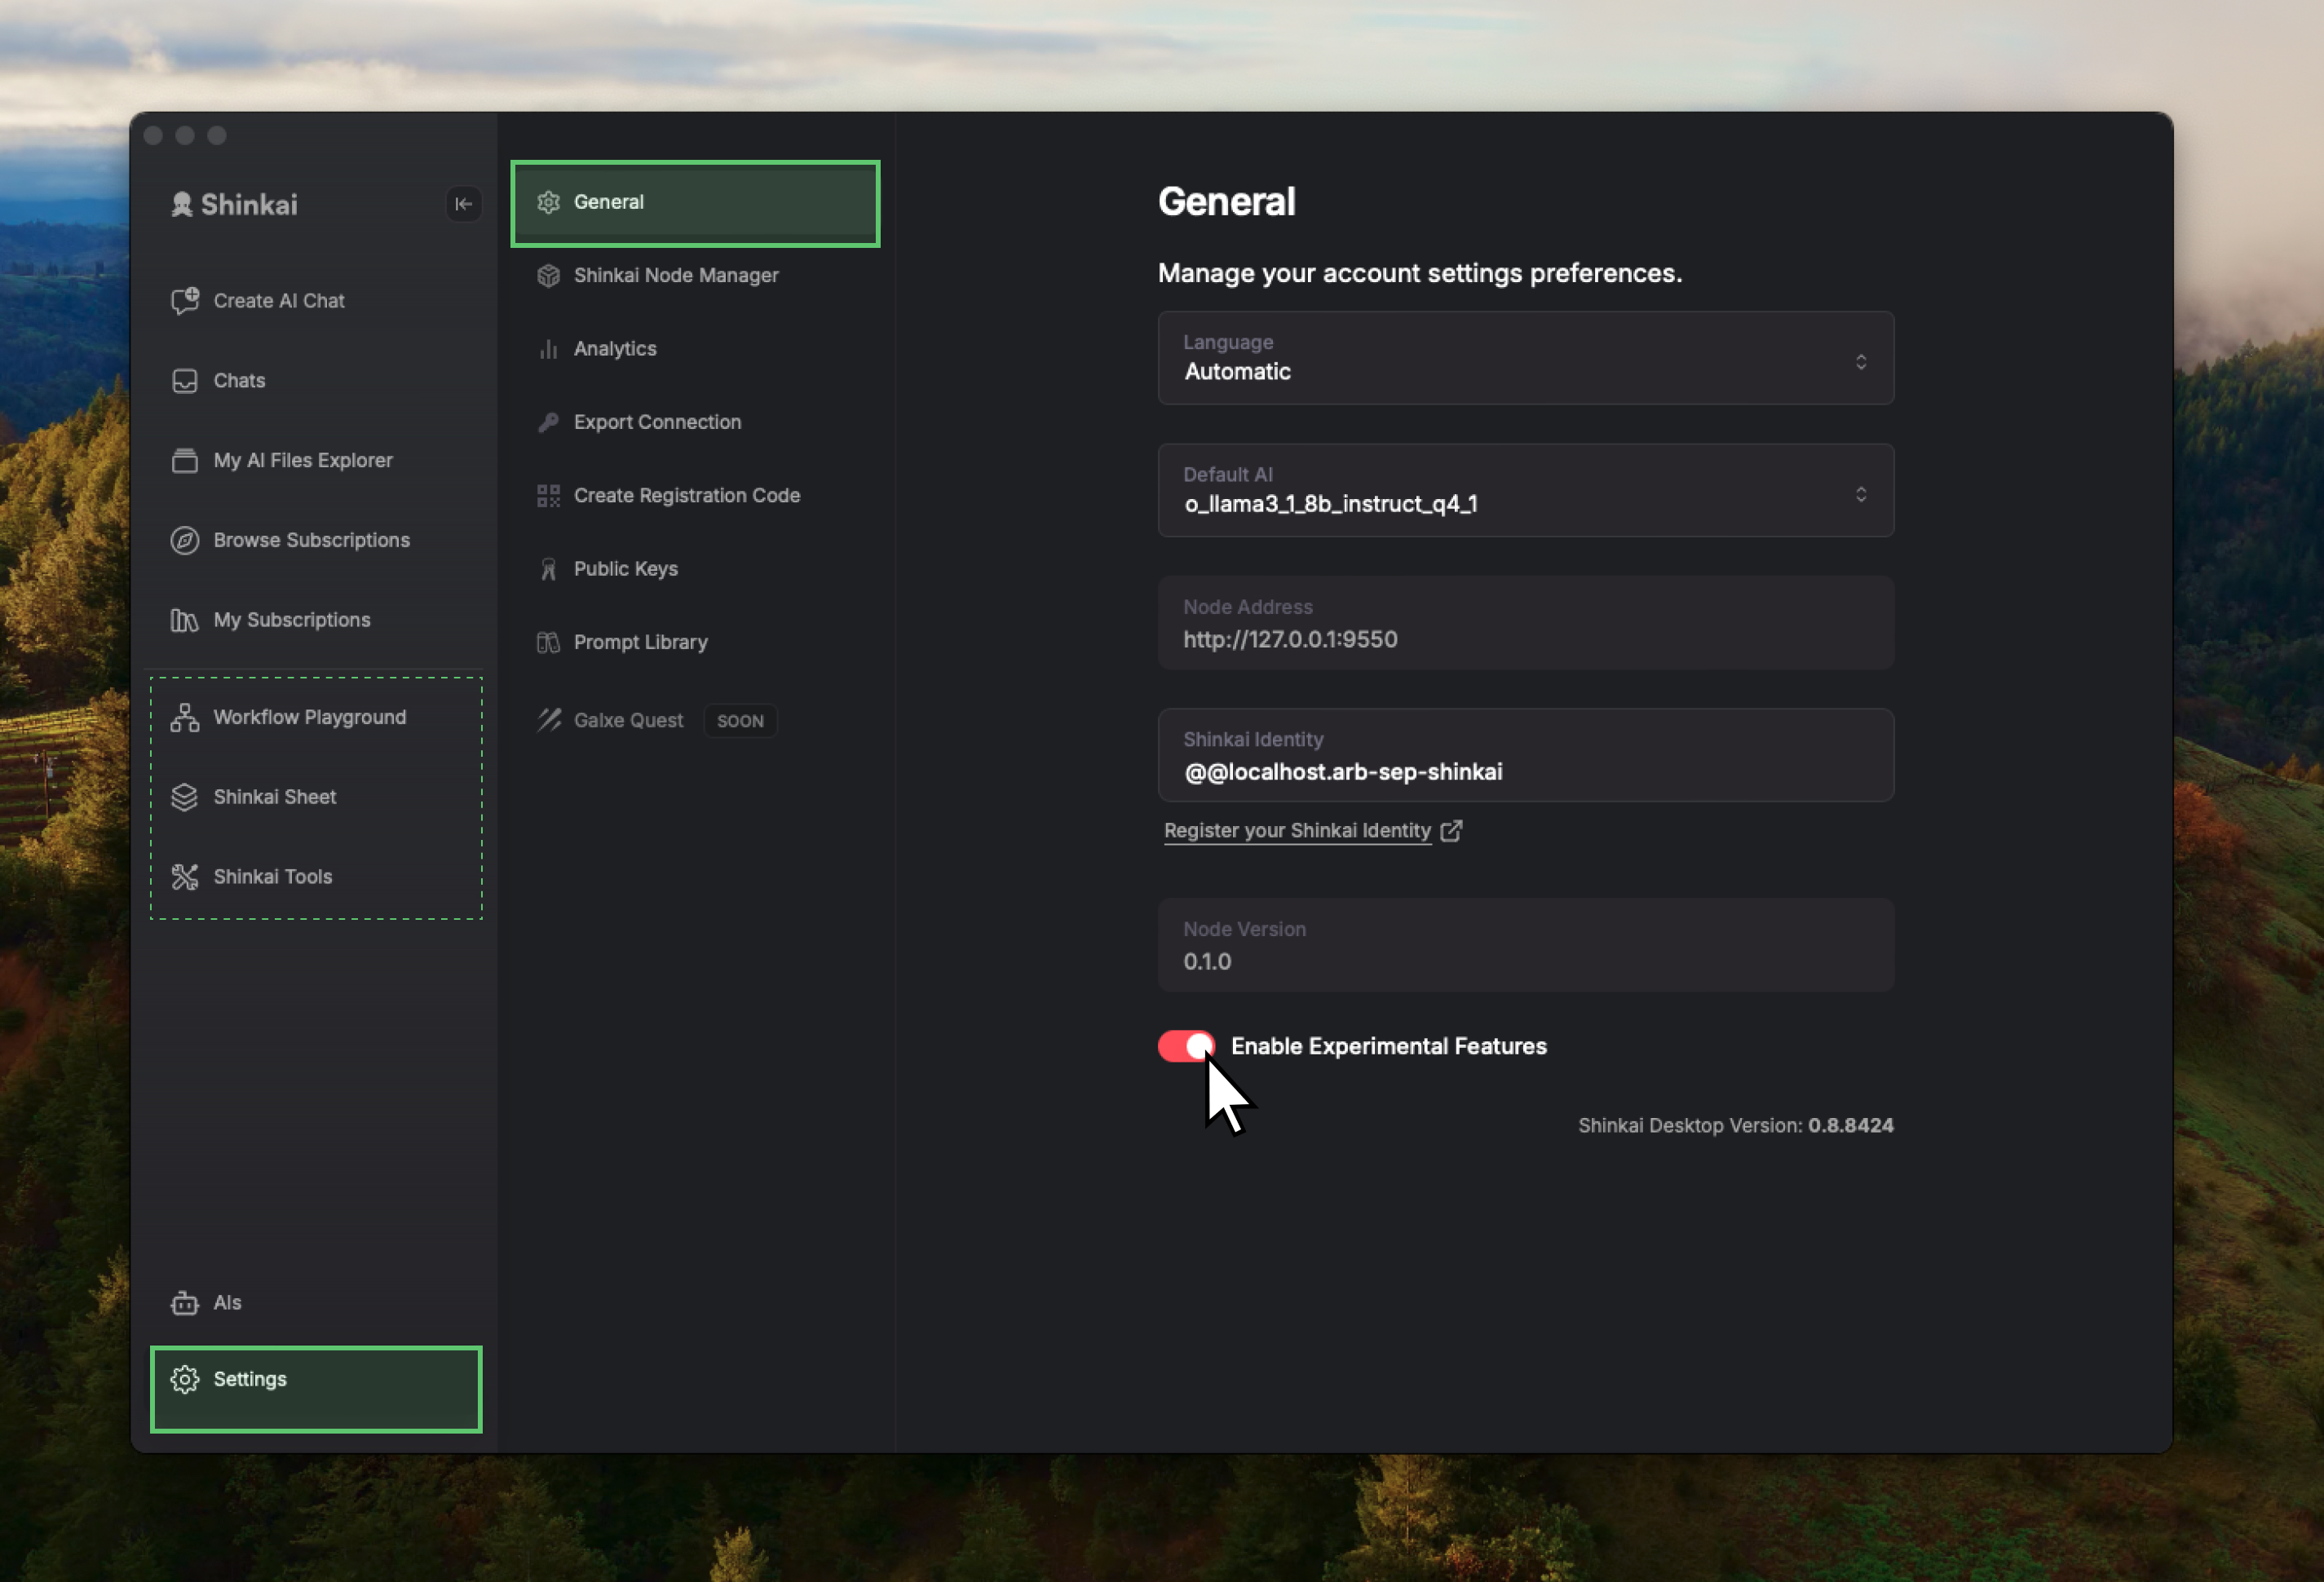 Shinkai
Create AI Chat
Chats
My AI Files Explorer
Browse Subscriptions
My Subscriptions
Workflow Playground
Shinkai Sheet
Shinkai Tools
AIs
Settings
General
Shinkai Node Manager
Analytics
Export Connection
Create Registration Code
Public Keys
Prompt Library
Galxe Quest SOON
General
Manage your account settings preferences.
Language
Automatic
Default AI
o_llama3_1_8b_instruct_q4_1
Node Address
http://127.0.0.1:9550
Shinkai Identity
@@localhost.arb-sep-shinkai
Register your Shinkai Identity
Node Version
0.1.0
Enable Experimental Features
Shinkai Desktop Version: 0.8.8424